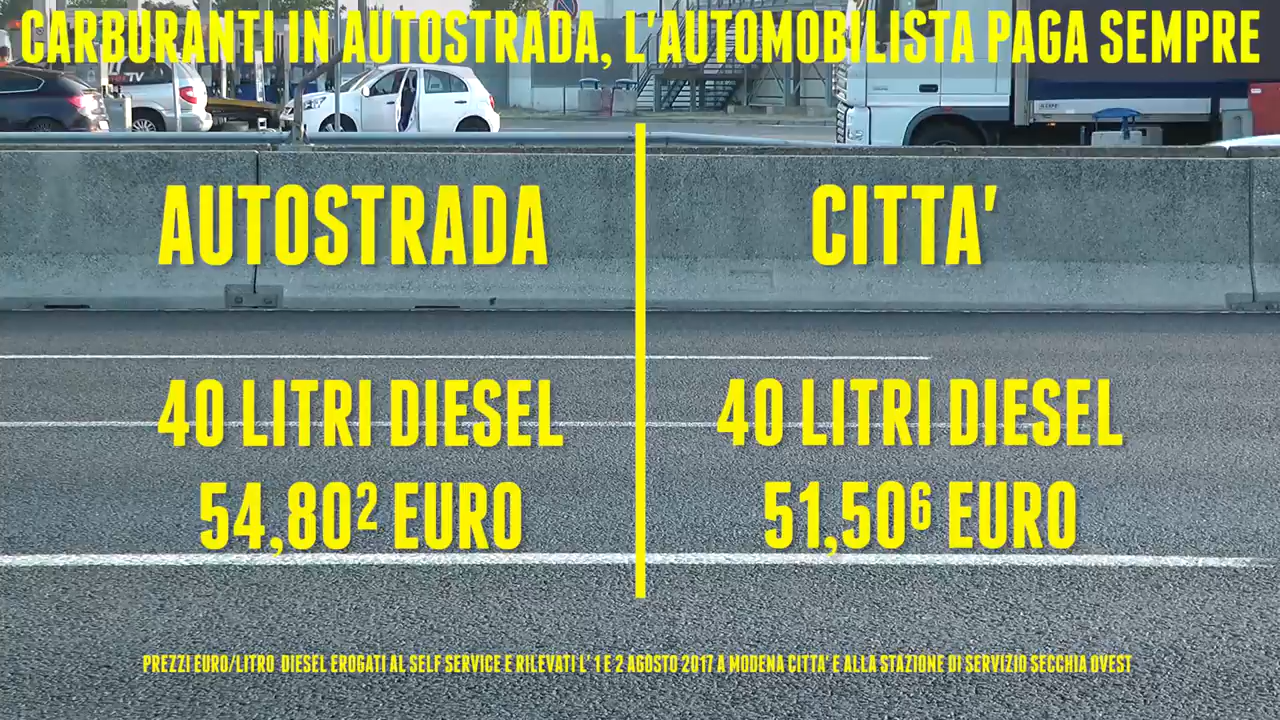 CARBURANTI IN AUTOSTRADA, L'AUTOMOBILISTA PAGA SEMPRE
TV
AUTOSTRADA
CITTA'
40 LITRI DIESEL
54,80² EURO
40 LITRI DIESEL
51,50⁶ EURO
PREZZI EURO/LITRO DIESEL EROGATI AL SELF SERVICE E RILEVATI L' 1 E 2 AGOSTO 2017 A MODENA CITTA' E ALLA STAZIONE DI SERVIZIO SECCHIA OVEST